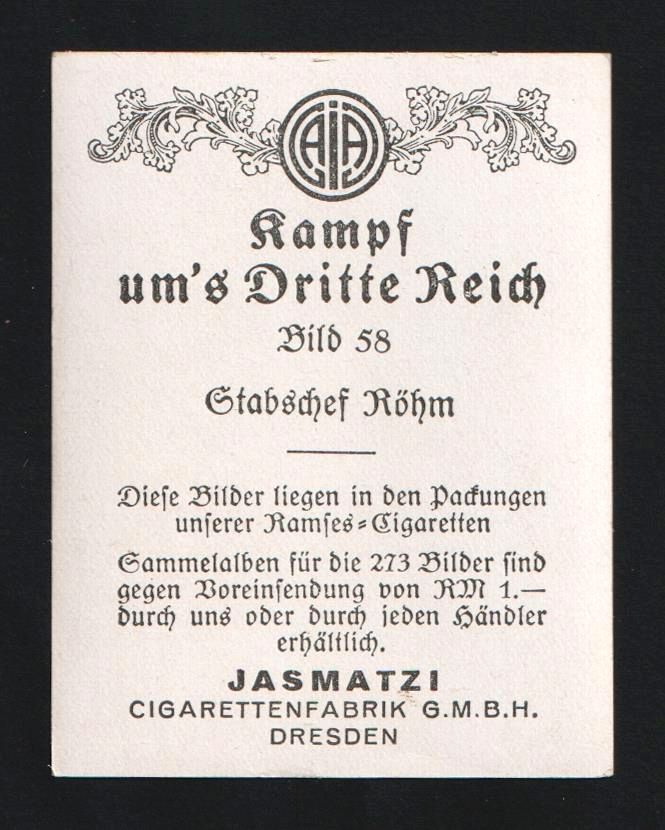 AJA
Kampf
um's Dritte Reich
Bild 58
Stabschef Röhm
Diese Bilder liegen in den Packungen
unserer Ramses-Cigaretten
Sammelalben für die 273 Bilder sind
gegen Voreinsendung von RM 1.—
durch uns oder durch jeden Händler
erhältlich.
JASMATZI
CIGARETTENFABRIK G.M.B.H.
DRESDEN